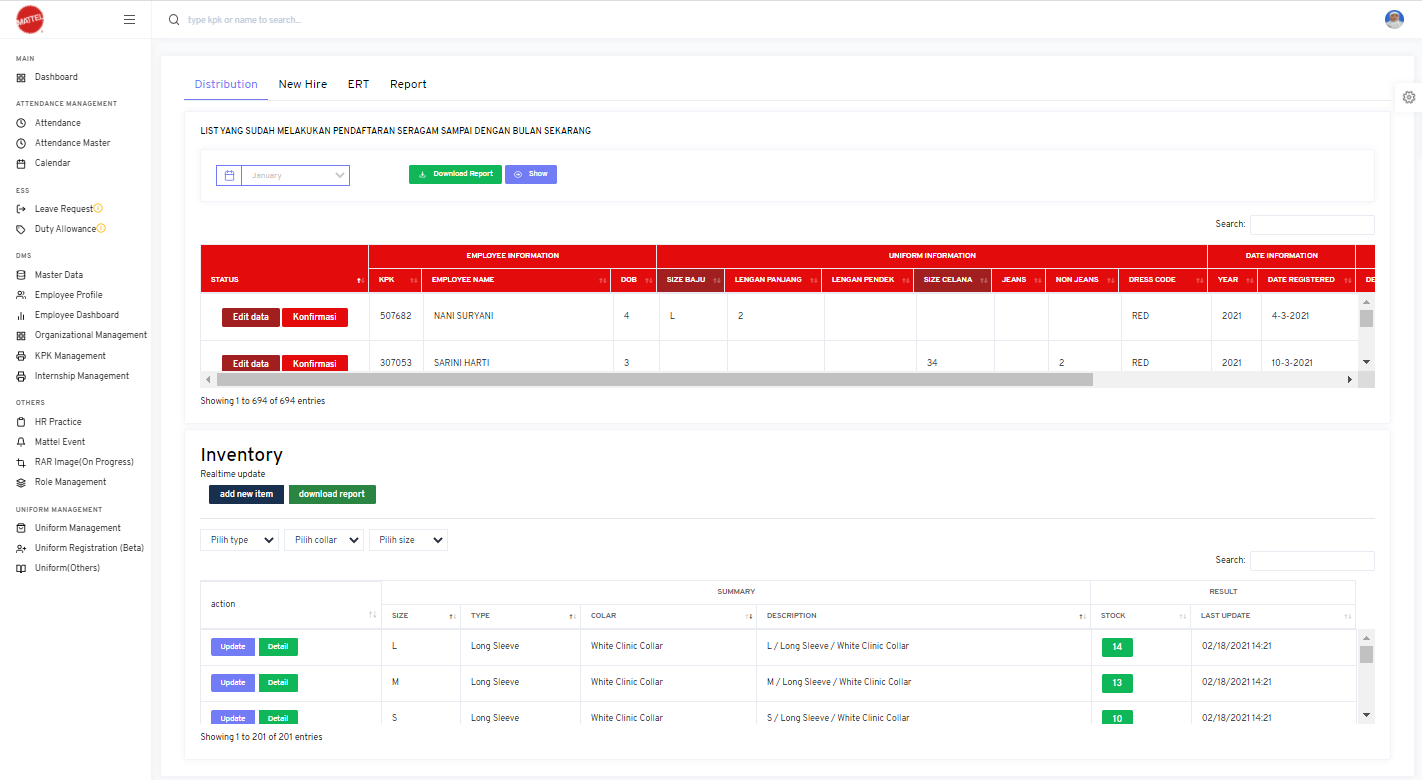 MATTEL
type kpk or name to search...
MAIN
Dashboard
ATTENDANCE MANAGEMENT
Attendance
Attendance Master
Calendar
ESS
Leave Request
Duty Allowance
DMS
Master Data
Employee Profile
Employee Dashboard
Organizational Management
KPK Management
Internship Management
OTHERS
HR Practice
Mattel Event
RAR Image(On Progress)
Role Management
UNIFORM MANAGEMENT
Uniform Management
Uniform Registration (Beta)
Uniform(Others)
Distribution New Hire ERT Report
LIST YANG SUDAH MELAKUKAN PENDAFTARAN SERAGAM SAMPAI DENGAN BULAN SEKARANG
January Download Report Show
Search:
EMPLOYEE INFORMATION UNIFORM INFORMATION DATE INFORMATION
STATUS KPK EMPLOYEE NAME DOB SIZE BAJU LENGAN PANJANG LENGAN PENDEK SIZE CELANA JEANS NON JEANS DRESS CODE YEAR DATE REGISTERED DE
Edit data Konfirmasi 507682 NANI SURYANI 4 L 2 RED 2021 4-3-2021
Edit data Konfirmasi 307053 SARINI HARTI 3 34 2 RED 2021 10-3-2021
Showing 1 to 694 of 694 entries
Inventory
Realtime update
add new item download report
Pilih type Pilih collar Pilih size
Search:
SUMMARY RESULT
action SIZE TYPE COLAR DESCRIPTION STOCK LAST UPDATE
Update Detail L Long Sleeve White Clinic Collar L / Long Sleeve / White Clinic Collar 14 02/18/2021 14:21
Update Detail M Long Sleeve White Clinic Collar M / Long Sleeve / White Clinic Collar 13 02/18/2021 14:21
Update Detail S Long Sleeve White Clinic Collar S / Long Sleeve / White Clinic Collar 10 02/18/2021 14:21
Showing 1 to 201 of 201 entries